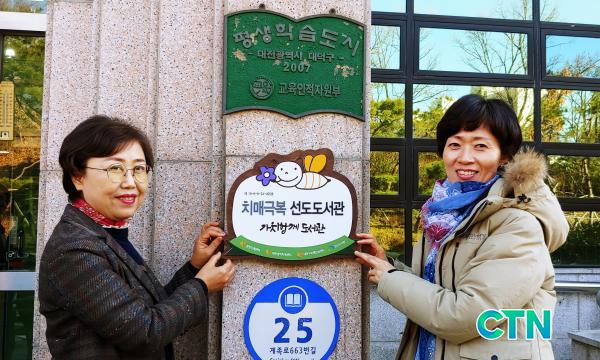 평생학습도시
대전광역시 대덕구
2007
교육인적자원부
치매극복 선도도서관
가치함께 도서관
25
계족로663번길
CTN